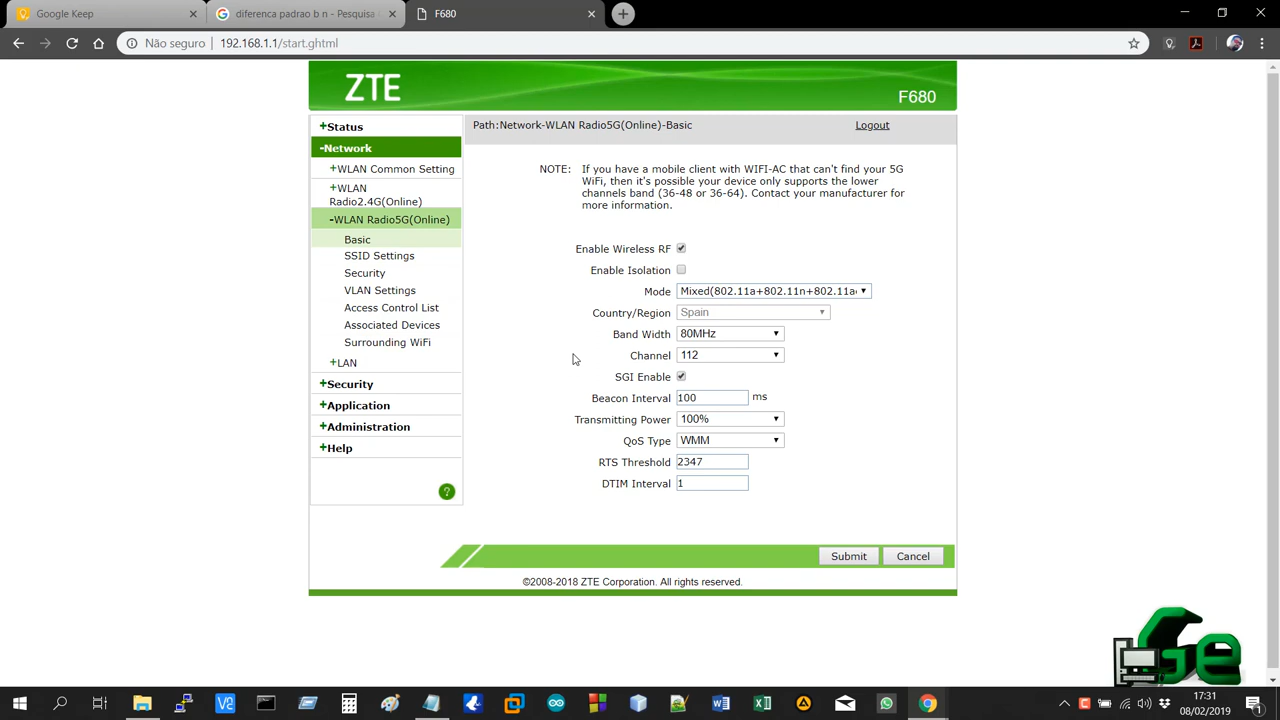 Google Keep
diferenca padrao b n - Pesquisa
F680
Não seguro
192.168.1.1/start.ghtml
ZTE
F680
+Status
-Network
+WLAN Common Setting
+WLAN
Radio2.4G(Online)
-WLAN Radio5G(Online)
Basic
SSID Settings
Security
VLAN Settings
Access Control List
Associated Devices
Surrounding WiFi
+LAN
+Security
+Application
+Administration
+Help
?
Path:Network-WLAN Radio5G(Online)-Basic
Logout
NOTE: If you have a mobile client with WIFI-AC that can't find your 5G
WiFi, then it's possible your device only supports the lower
channels band (36-48 or 36-64). Contact your manufacturer for
more information.
Enable Wireless RF
Enable Isolation
Mode Mixed(802.11a+802.11n+802.11ac
Country/Region Spain
Band Width 80MHz
Channel 112
SGI Enable
Beacon Interval 100 ms
Transmitting Power 100%
QoS Type WMM
RTS Threshold 2347
DTIM Interval 1
Submit Cancel
©2008-2018 ZTE Corporation. All rights reserved.
Ge
17:31
08/02/2019
1